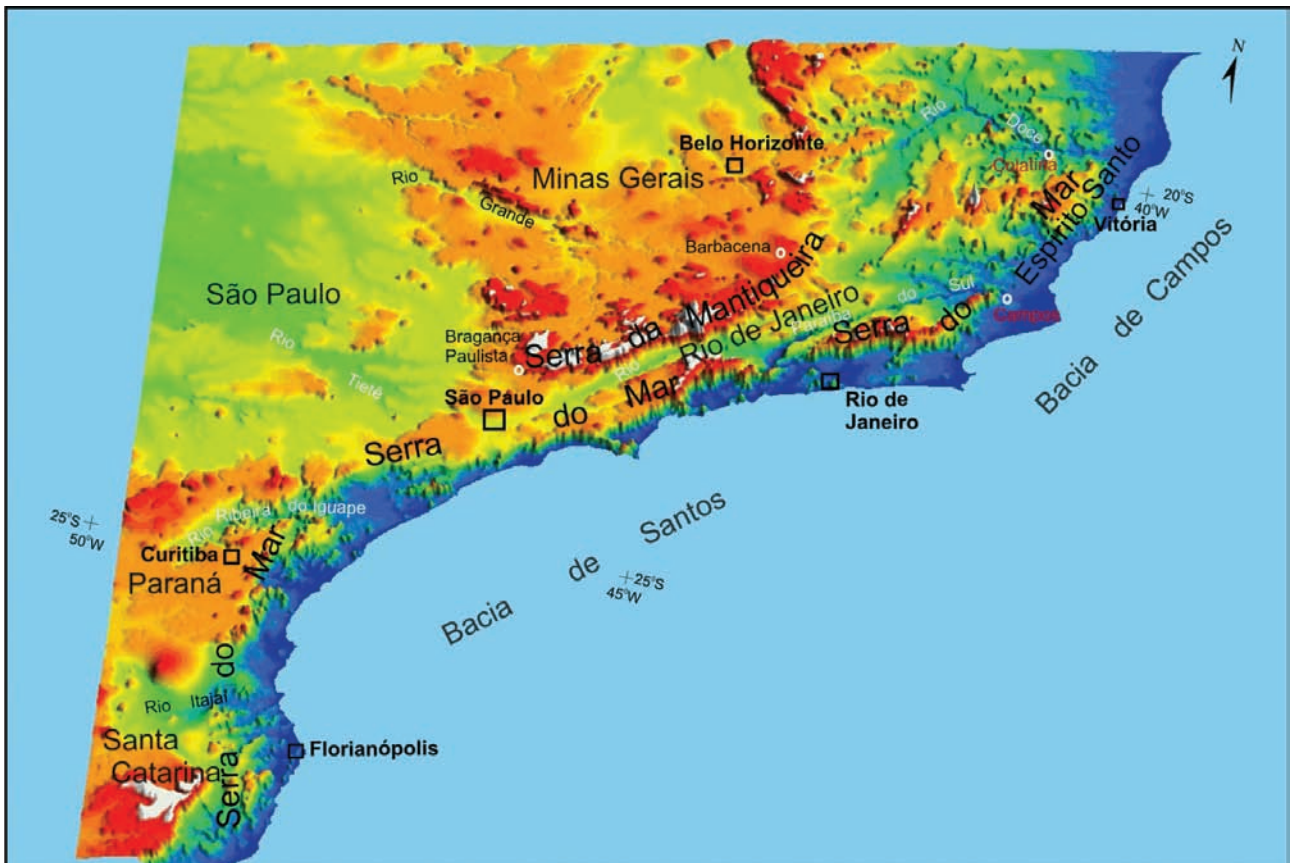 N
Rio
Doce
Belo Horizonte
Colatina
Rio
Grande
Minas Gerais
Mar
Espirito Santo
20°S
40°W
Vitória
Barbacena
São Paulo
Serra da Mantiqueira
Rio de Janeiro
Rio Paraíba do Sul
Campos
Serra do
Bacia de Campos
Bragança
Paulista
Rio
Tietê
São Paulo
Rio de
Janeiro
Serra do Mar
25°S
50°W
Rio Ribeira do Iguape
Bacia de Santos
25°S
45°W
Curitiba
Paraná
Serra do Mar
Rio Itajaí
Santa
Catarina
Florianópolis